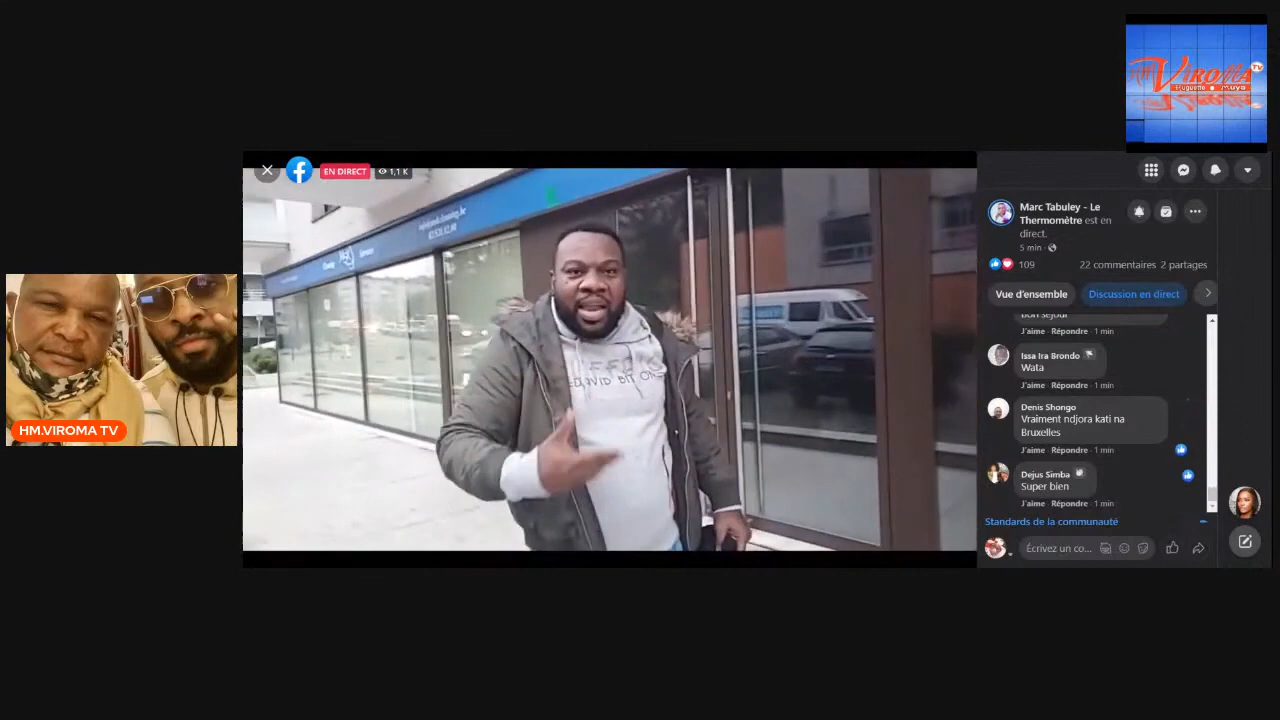 VIROMA TV
Huguette Muya
EN DIRECT
1,1 K
Marc Tabuley - Le
Thermomètre est en
direct.
5 min
109
22 commentaires 2 partages
Vue d'ensemble
Discussion en direct
J'aime · Répondre · 1 min
Issa Ira Brondo
Wata
J'aime · Répondre · 1 min
Denis Shongo
Vraiment ndjora kati na
Bruxelles
J'aime · Répondre · 1 min
Dejus Simba
Super bien
J'aime · Répondre · 1 min
Standards de la communauté
Écrivez un co...
HM.VIROMA TV